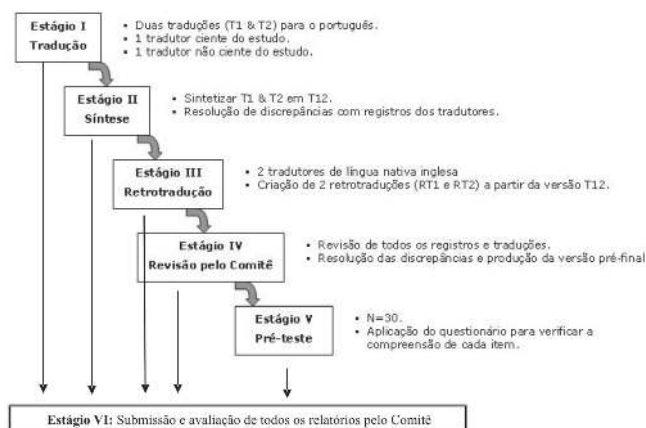 Estágio I
Tradução
• Duas traduções (T1 & T2) para o português.
• 1 tradutor ciente do estudo.
• 1 tradutor não ciente do estudo.
Estágio II
Síntese
• Sintetizar T1 & T2 em T12.
• Resolução de discrepâncias com registros dos tradutores.
Estágio III
Retrotradução
• 2 tradutores de língua nativa inglesa
• Criação de 2 retrotraduções (RT1 e RT2) a partir da versão T12.
Estágio IV
Revisão pelo Comitê
• Revisão de todos os registros e traduções.
• Resolução das discrepâncias e produção da versão pré-final
Estágio V
Pré-teste
• N=30.
• Aplicação do questionário para verificar a
compreensão de cada item.
Estágio VI: Submissão e avaliação de todos os relatórios pelo Comitê